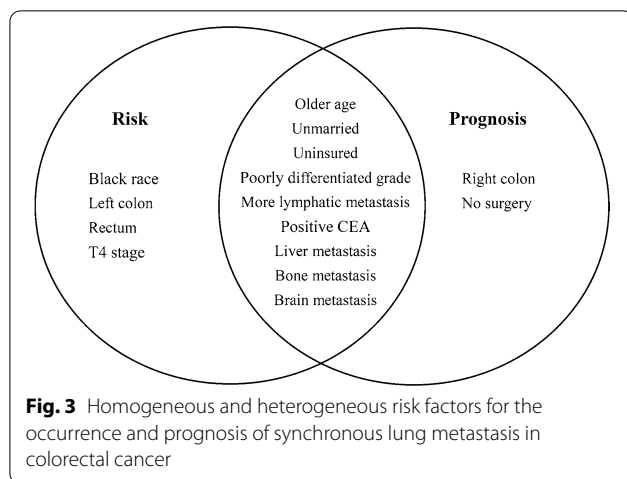 Risk
Black race
Left colon
Rectum
T4 stage
Older age
Unmarried
Uninsured
Poorly differentiated grade
More lymphatic metastasis
Positive CEA
Liver metastasis
Bone metastasis
Brain metastasis
Prognosis
Right colon
No surgery
Fig. 3 Homogeneous and heterogeneous risk factors for the
occurrence and prognosis of synchronous lung metastasis in
colorectal cancer